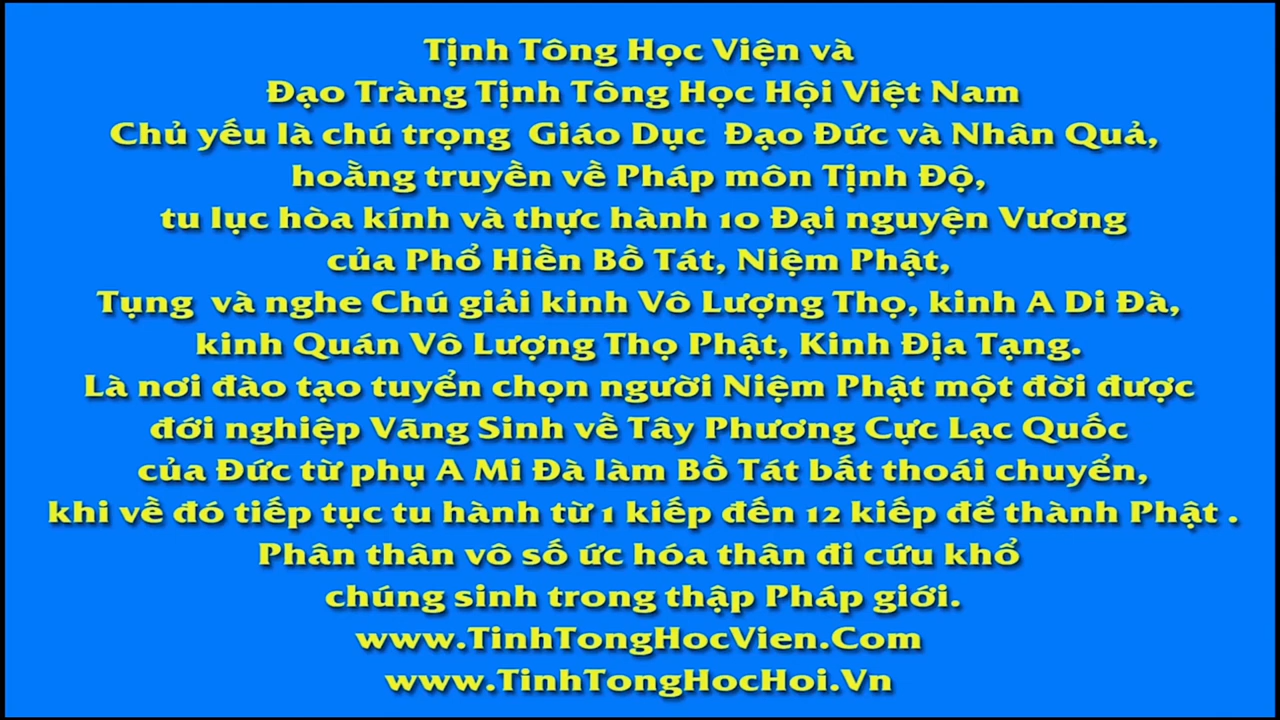 Tịnh Tông Học Viện và
Đạo Tràng Tịnh Tông Học Hội Việt Nam
Chủ yếu là chú trọng Giáo Dục Đạo Đức và Nhân Quả,
hoằng truyền về Pháp môn Tịnh Độ,
tu lục hòa kính và thực hành 10 Đại nguyện Vương
của Phổ Hiền Bồ Tát, Niệm Phật,
Tụng và nghe Chú giải kinh Vô Lượng Thọ, kinh A Di Đà,
kinh Quán Vô Lượng Thọ Phật, Kinh Địa Tạng.
Là nơi đào tạo tuyển chọn người Niệm Phật một đời được
đới nghiệp Vãng Sinh về Tây Phương Cực Lạc Quốc
của Đức từ phụ A Mi Đà làm Bồ Tát bất thoái chuyển,
khi về đó tiếp tục tu hành từ 1 kiếp đến 12 kiếp để thành Phật .
Phân thân vô số ức hóa thân đi cứu khổ
chúng sinh trong thập Pháp giới.
www.TinhTongHocVien.Com
www.TinhTongHocHoi.Vn